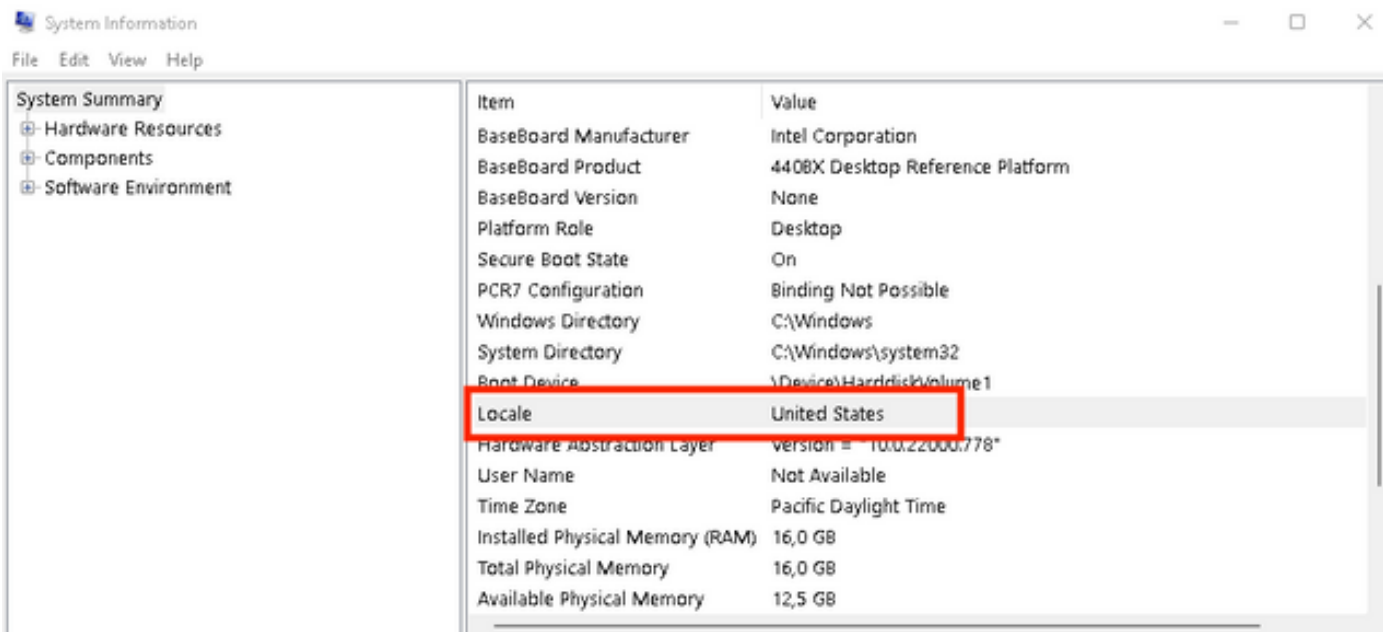 System Information
File Edit View Help
System Summary
Hardware Resources
Components
Software Environment
Item Value
BaseBoard Manufacturer Intel Corporation
BaseBoard Product 440BX Desktop Reference Platform
BaseBoard Version None
Platform Role Desktop
Secure Boot State On
PCR7 Configuration Binding Not Possible
Windows Directory C:\Windows
System Directory C:\Windows\system32
Boot Device \Device\HarddiskVolume1
Locale United States
Hardware Abstraction Layer Version = "10.0.22000.778"
User Name Not Available
Time Zone Pacific Daylight Time
Installed Physical Memory (RAM) 16,0 GB
Total Physical Memory 16,0 GB
Available Physical Memory 12,5 GB